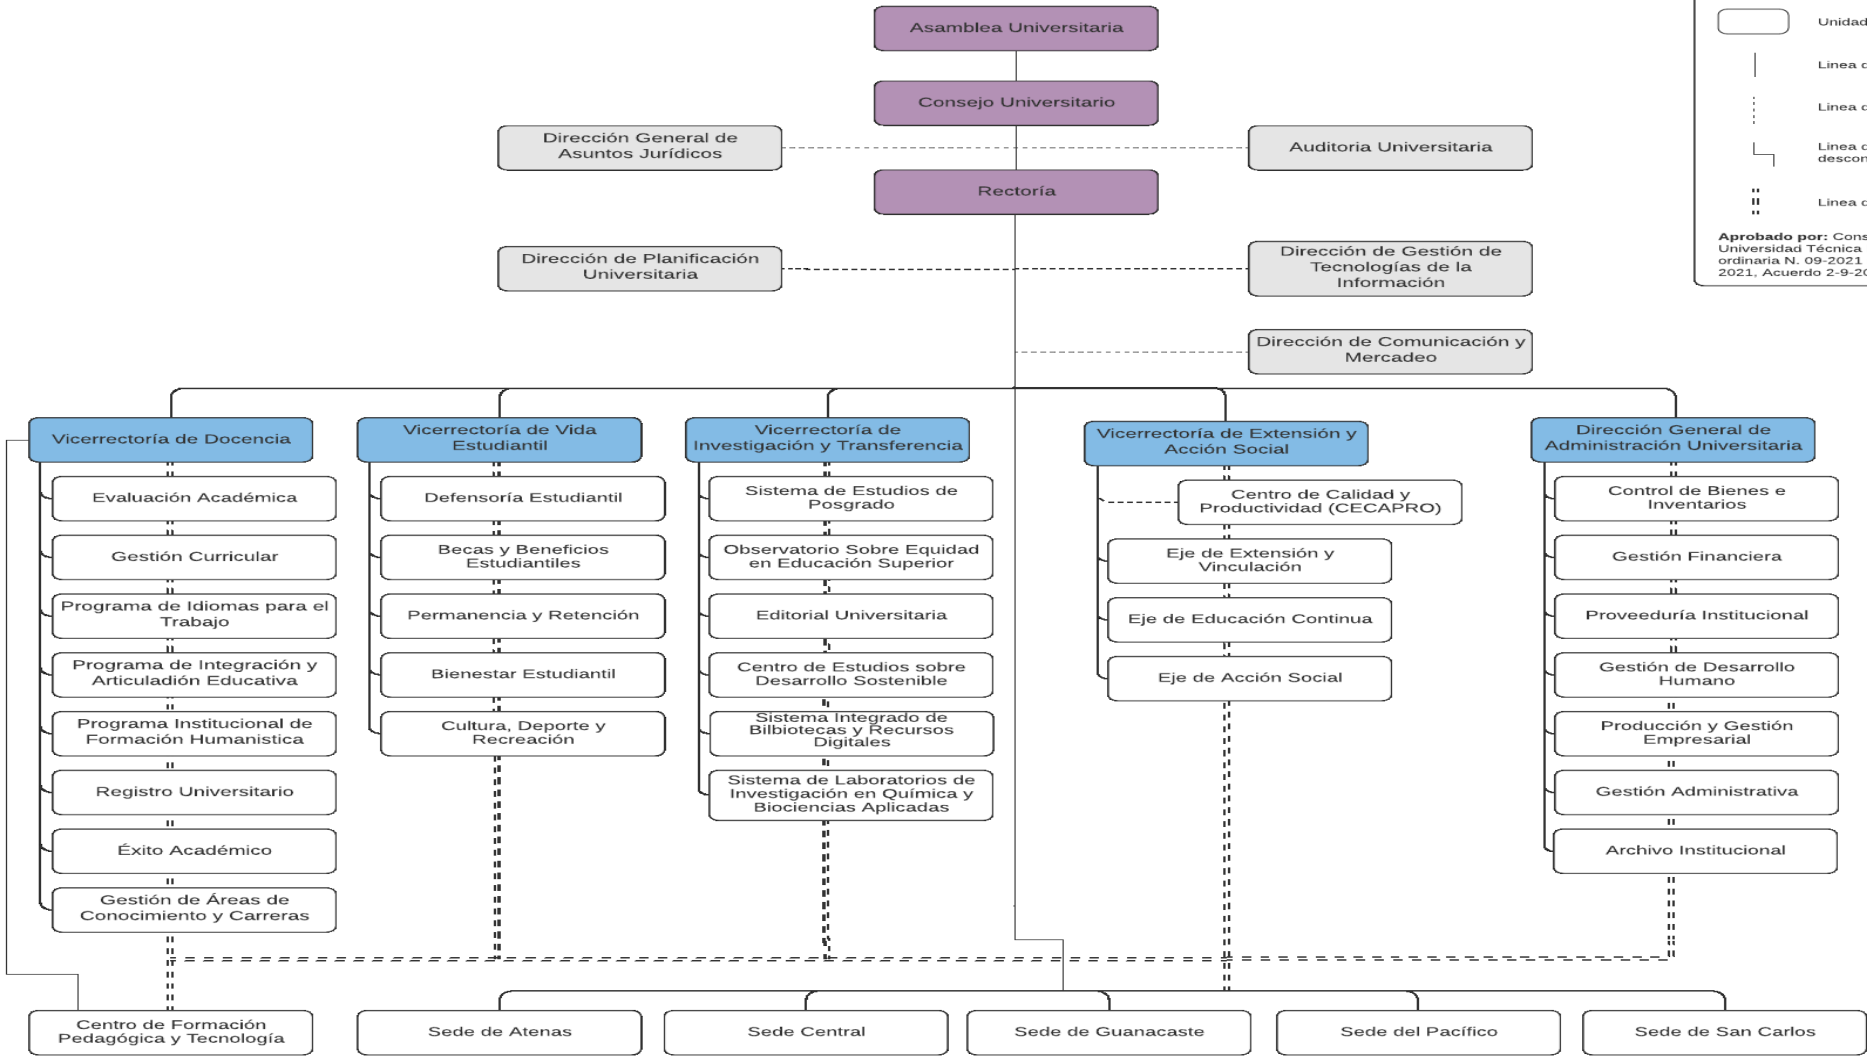 Asamblea Universitaria
Consejo Universitario
Dirección General de
Asuntos Jurídicos
Auditoria Universitaria
Rectoría
Dirección de Planificación
Universitaria
Dirección de Gestión de
Tecnologías de la
Información
Dirección de Comunicación y
Mercadeo
Unidad
Linea
Linea
Linea
Linea
Aprobado por:
Universidad Técnica
ordinaria N. 09-2021
2021, Acuerdo
Vicerrectoría de Docencia
Evaluación Académica
Gestión Curricular
Programa de Idiomas para el
Trabajo
Programa de Integración y
Articuladión Educativa
Programa Institucional de
Formación Humanistica
Registro Universitario
Éxito Académico
Gestión de Áreas de
Conocimiento y Carreras
Vicerrectoría de Vida
Estudiantil
Defensoría Estudiantil
Becas y Beneficios
Estudiantiles
Permanencia y Retención
Bienestar Estudiantil
Cultura, Deporte y
Recreación
Vicerrectoría de
Investigación y Transferencia
Sistema de Estudios de
Posgrado
Observatorio Sobre Equidad
en Educación Superior
Editorial Universitaria
Centro de Estudios sobre
Desarrollo Sostenible
Sistema Integrado de
Bilbiotecas y Recursos
Digitales
Sistema de Laboratorios de
Investigación en Química y
Biociencias Aplicadas
Vicerrectoría de Extensión y
Acción Social
Centro de Calidad y
Productividad (CECAPRO)
Eje de Extensión y
Vinculación
Eje de Educación Continua
Eje de Acción Social
Dirección General de
Administración Universitaria
Control de Bienes e
Inventarios
Gestión Financiera
Proveeduría Institucional
Gestión de Desarrollo
Humano
Producción y Gestión
Empresarial
Gestión Administrativa
Archivo Institucional
Centro de Formación
Pedagógica y Tecnología
Sede de Atenas
Sede Central
Sede de Guanacaste
Sede del Pacífico
Sede de San Carlos